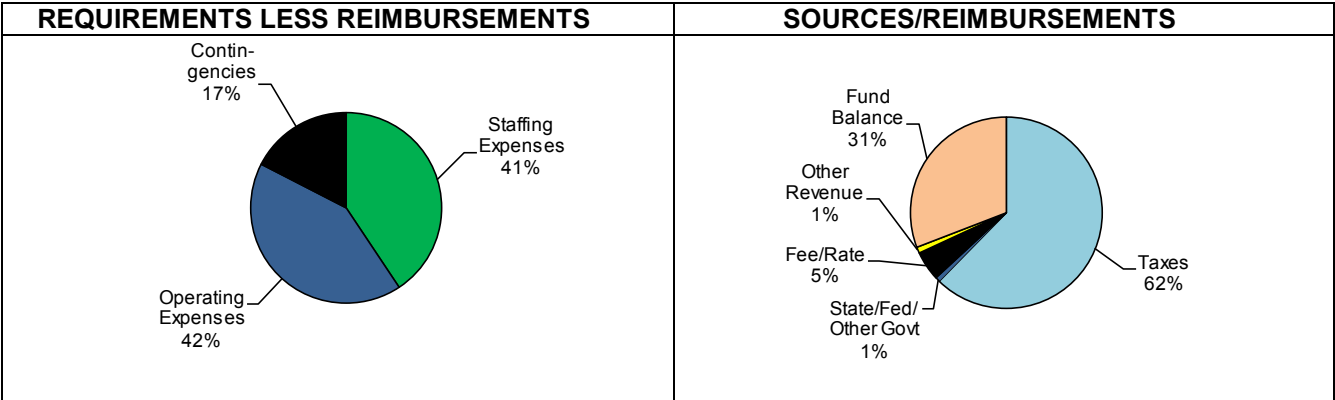 REQUIREMENTS LESS REIMBURSEMENTS
Contin-
gencies
17%
Staffing
Expenses
41%
Operating
Expenses
42%
SOURCES/REIMBURSEMENTS
Fund
Balance
31%
Other
Revenue
1%
Fee/Rate
5%
State/Fed/
Other Govt
1%
Taxes
62%